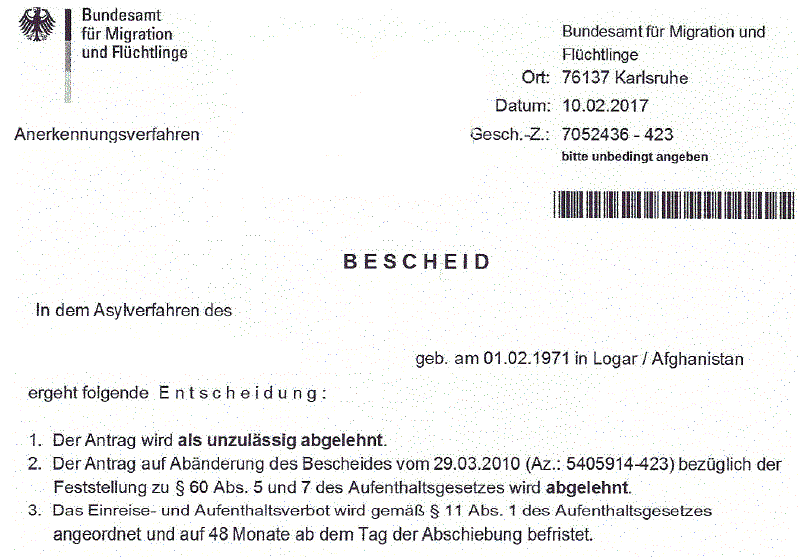 Bundesamt
für Migration
und Flüchtlinge
Bundesamt für Migration und
Flüchtlinge
Ort: 76137 Karlsruhe
Datum: 10.02.2017
Anerkennungsverfahren
Gesch.-Z.: 7052436 - 423
bitte unbedingt angeben
BESCHEID
In dem Asylverfahren des
geb. am 01.02.1971 in Logar / Afghanistan
ergeht folgende Entscheidung:
1. Der Antrag wird als unzulässig abgelehnt.
2. Der Antrag auf Abänderung des Bescheides vom 29.03.2010 (Az.: 5405914-423) bezüglich der
Feststellung zu § 60 Abs. 5 und 7 des Aufenthaltsgesetzes wird abgelehnt.
3. Das Einreise- und Aufenthaltsverbot wird gemäß § 11 Abs. 1 des Aufenthaltsgesetzes
angeordnet und auf 48 Monate ab dem Tag der Abschiebung befristet.